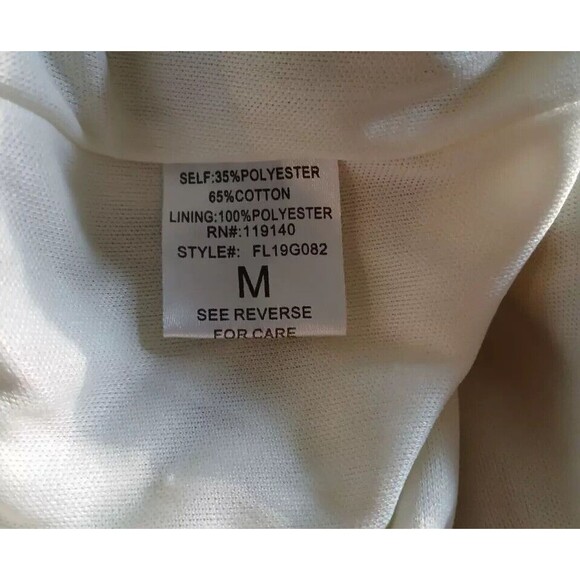 SELF:35%POLYESTER
65%COTTON
LINING:100%POLYESTER
RN#:119140
STYLE#: FL19G082
M
SEE REVERSE
FOR CARE